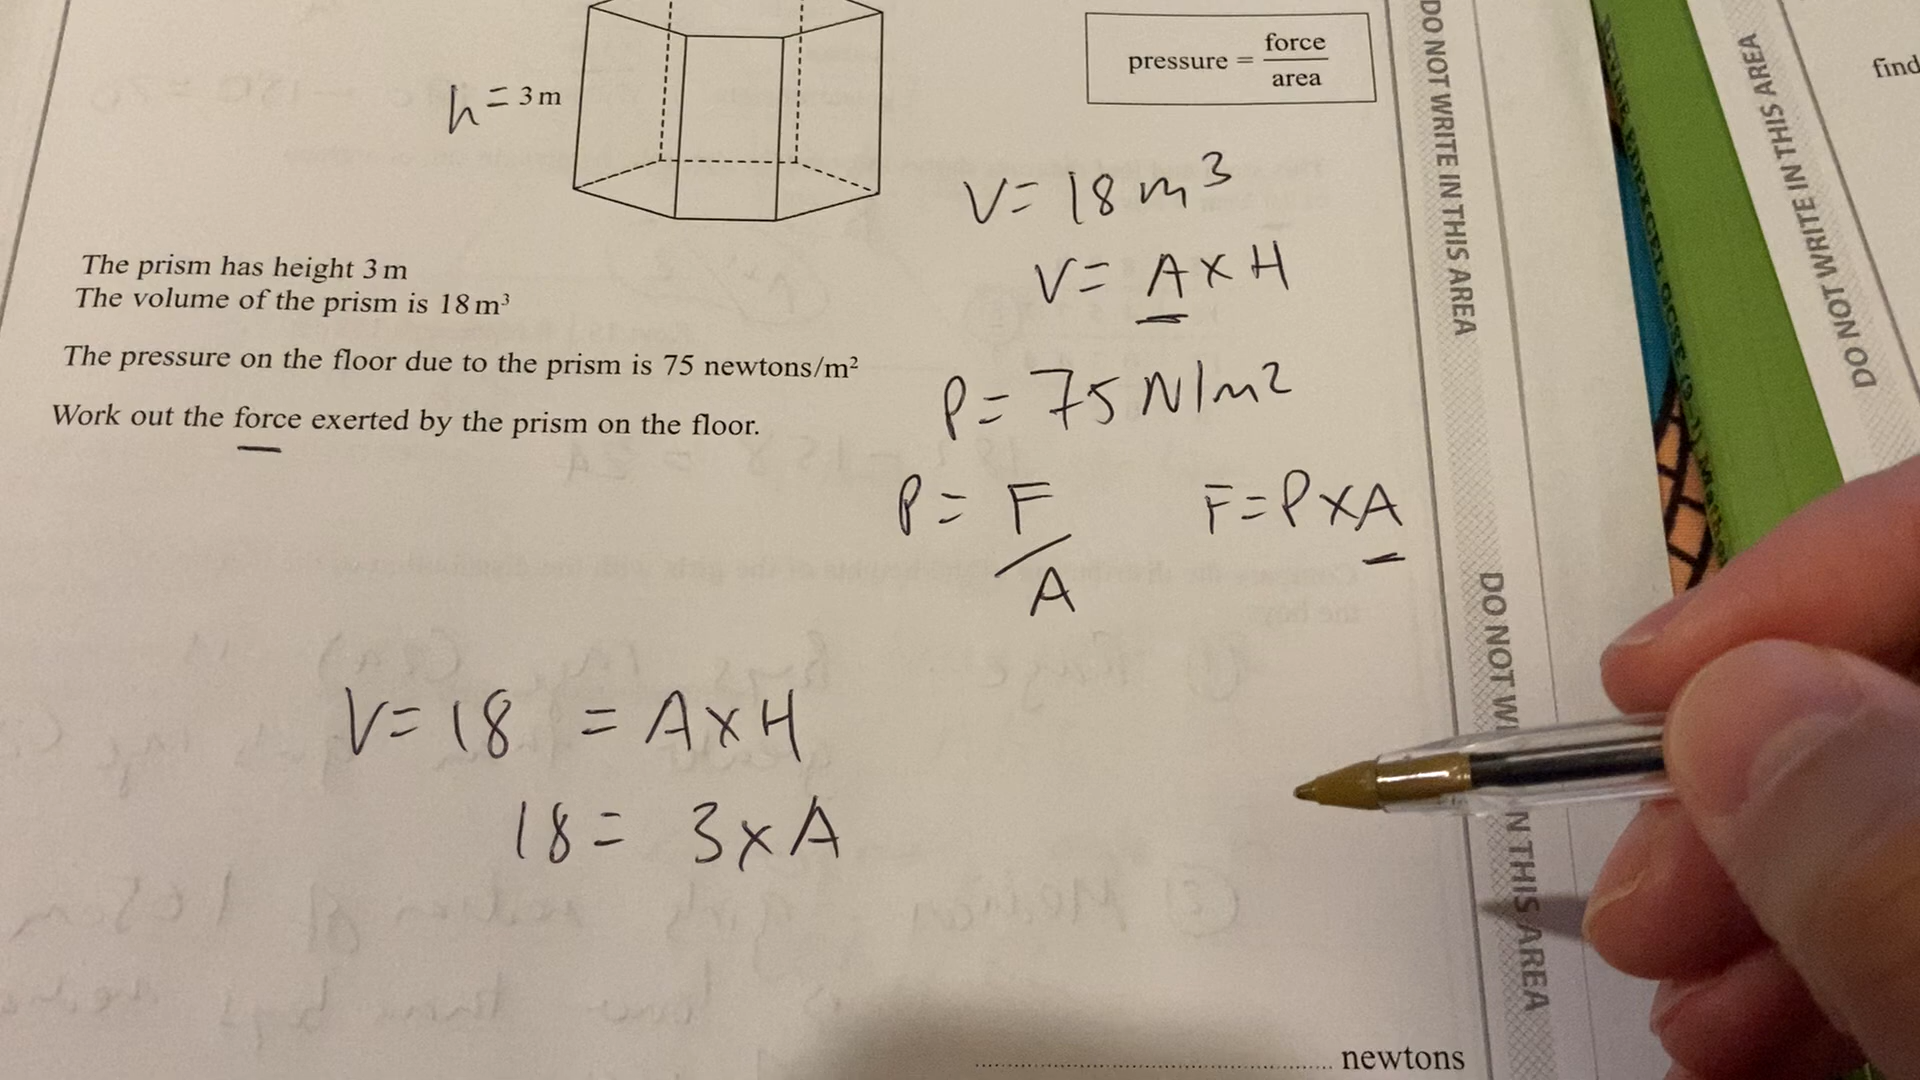 pressure = force / area
h = 3 m
V = 18 m³
V = A × H
The prism has height 3 m
The volume of the prism is 18 m³
The pressure on the floor due to the prism is 75 newtons/m²
P = 75 N/m²
Work out the force exerted by the prism on the floor.
P = F / A
F = P × A
V = 18 = A × H
18 = 3 × A
newtons
DO NOT WRITE IN THIS AREA
DO NOT WRI N THIS AREA
DO NOT WRITE IN THIS AREA
find